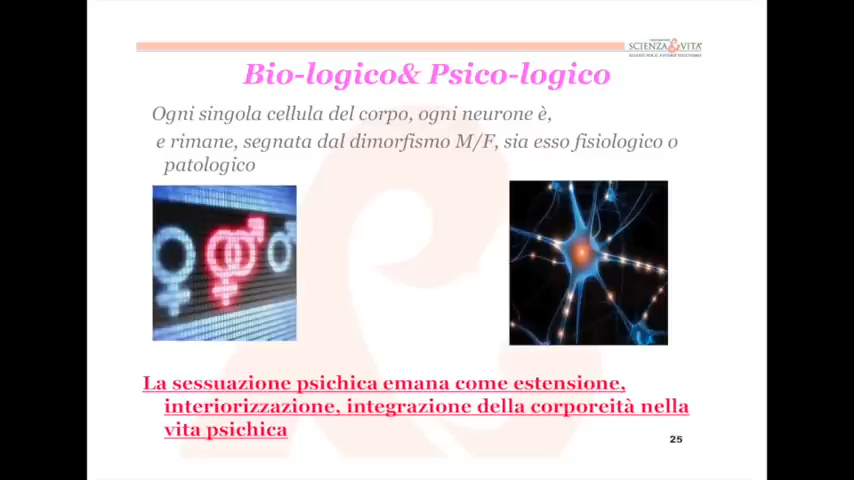 SCIENZA & VITA
Bio-logico& Psico-logico
Ogni singola cellula del corpo, ogni neurone è,
e rimane, segnata dal dimorfismo M/F, sia esso fisiologico o
patologico
La sessuazione psichica emana come estensione,
interiorizzazione, integrazione della corporeità nella
vita psichica
25